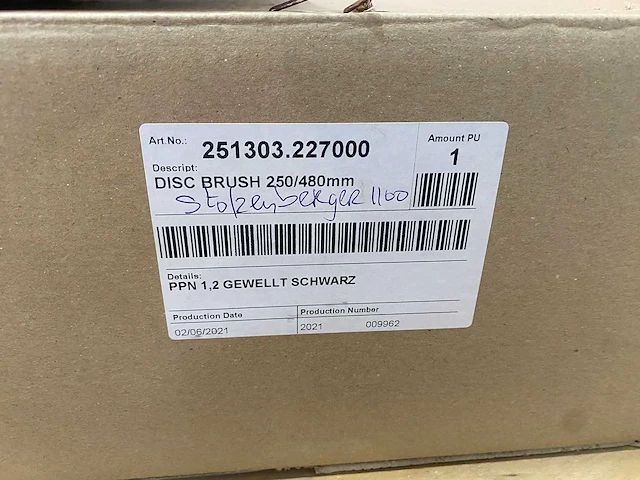 Art.No.: 251303.227000
Amount PU
1
Descript:
DISC BRUSH 250/480mm
Stolzenberger 1100
Details:
PPN 1,2 GEWELLT SCHWARZ
Production Date
Production Number
02/06/2021
2021 009962